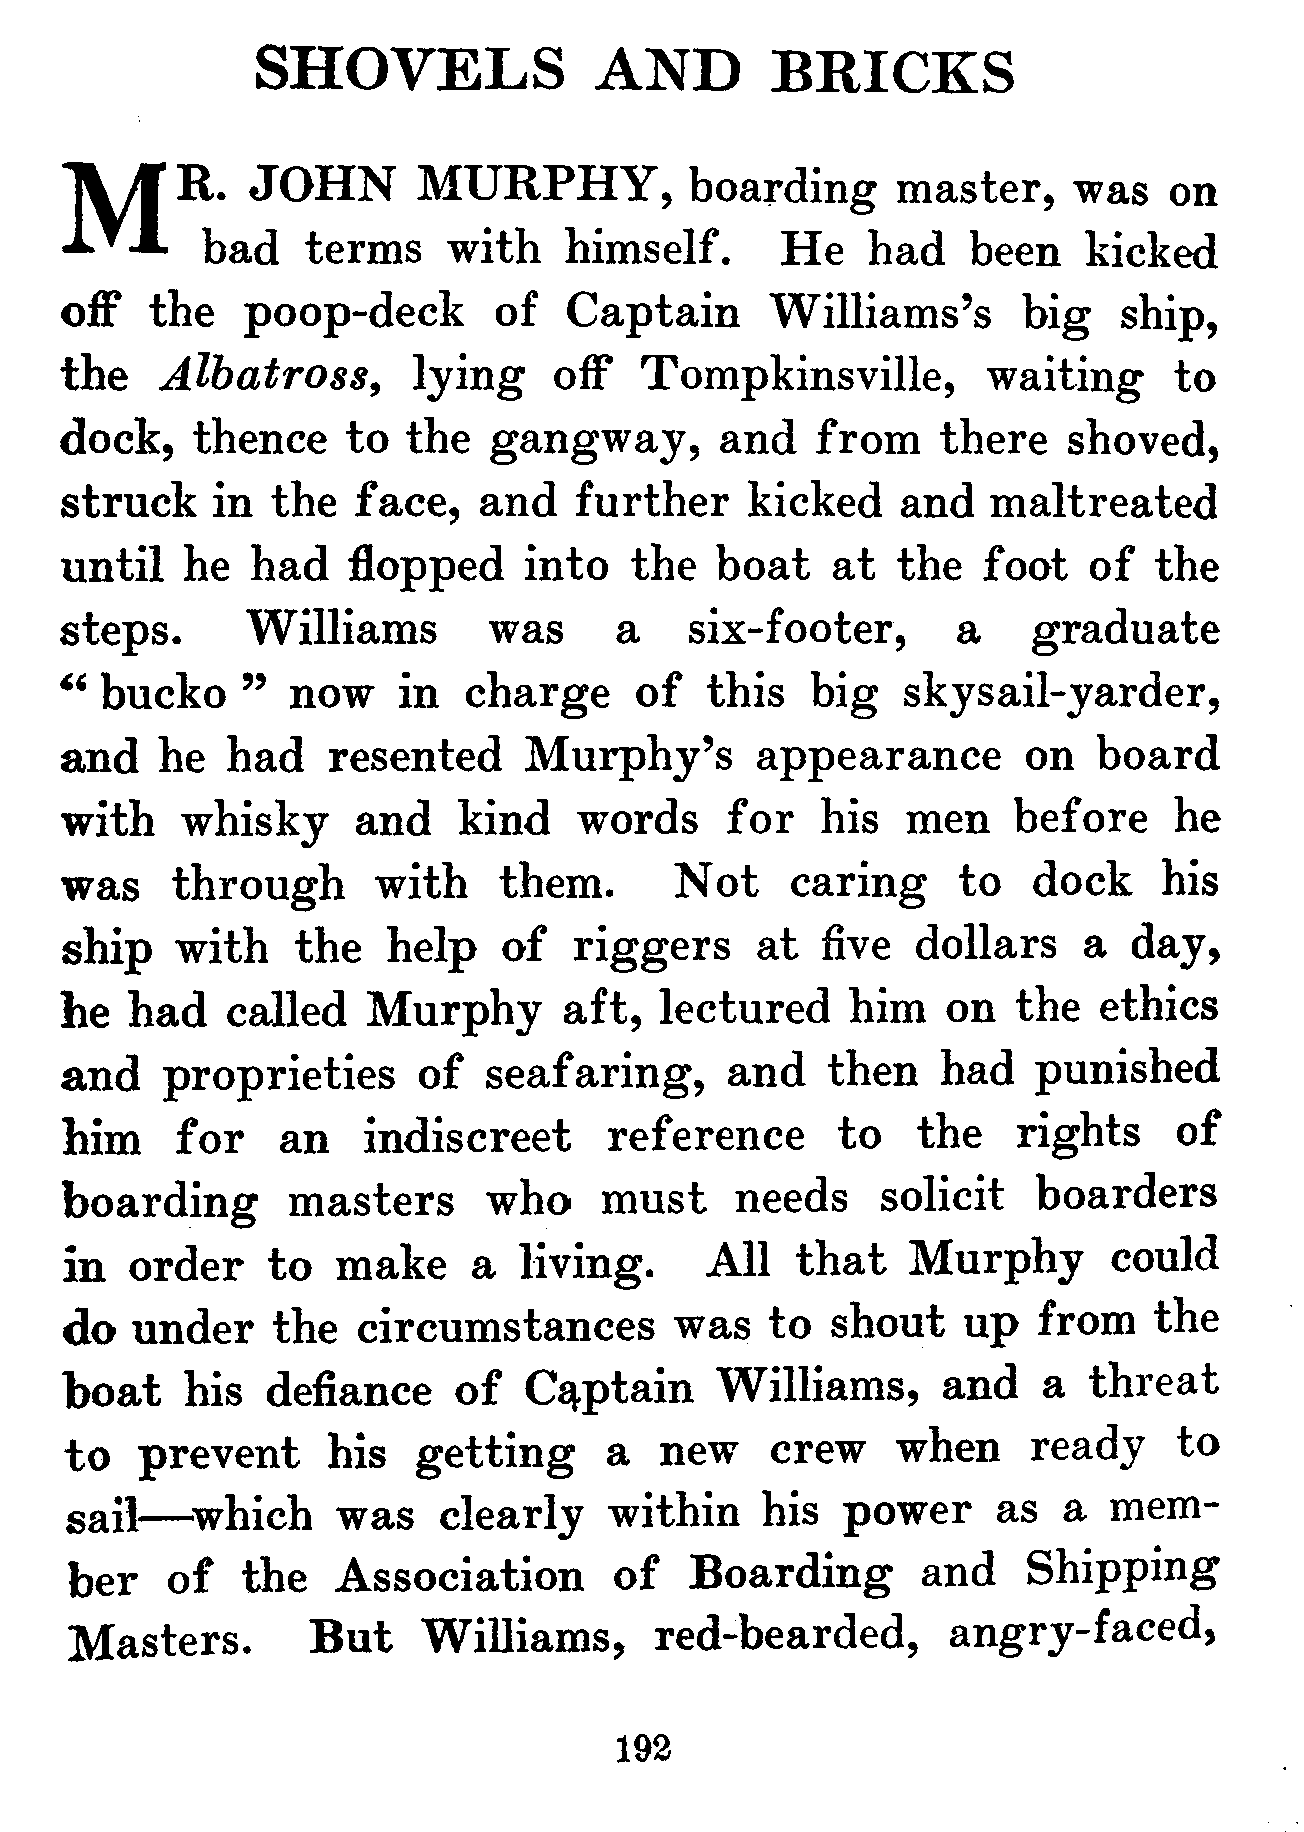 SHOVELS AND BRICKS
MR. JOHN MURPHY, boarding master, was on
bad terms with himself. He had been kicked
off the poop-deck of Captain Williams's big ship,
the Albatross, lying off Tompkinsville, waiting to
dock, thence to the gangway, and from there shoved,
struck in the face, and further kicked and maltreated
until he had flopped into the boat at the foot of the
steps. Williams was a six-footer, a graduate
“ bucko ” now in charge of this big skysail-yarder,
and he had resented Murphy's appearance on board
with whisky and kind words for his men before he
was through with them. Not caring to dock his
ship with the help of riggers at five dollars a day,
he had called Murphy aft, lectured him on the ethics
and proprieties of seafaring, and then had punished
him for an indiscreet reference to the rights of
boarding masters who must needs solicit boarders
in order to make a living. All that Murphy could
do under the circumstances was to shout up from the
boat his defiance of Captain Williams, and a threat
to prevent his getting a new crew when ready to
sail—which was clearly within his power as a mem-
ber of the Association of Boarding and Shipping
Masters. But Williams, red-bearded, angry-faced,
192